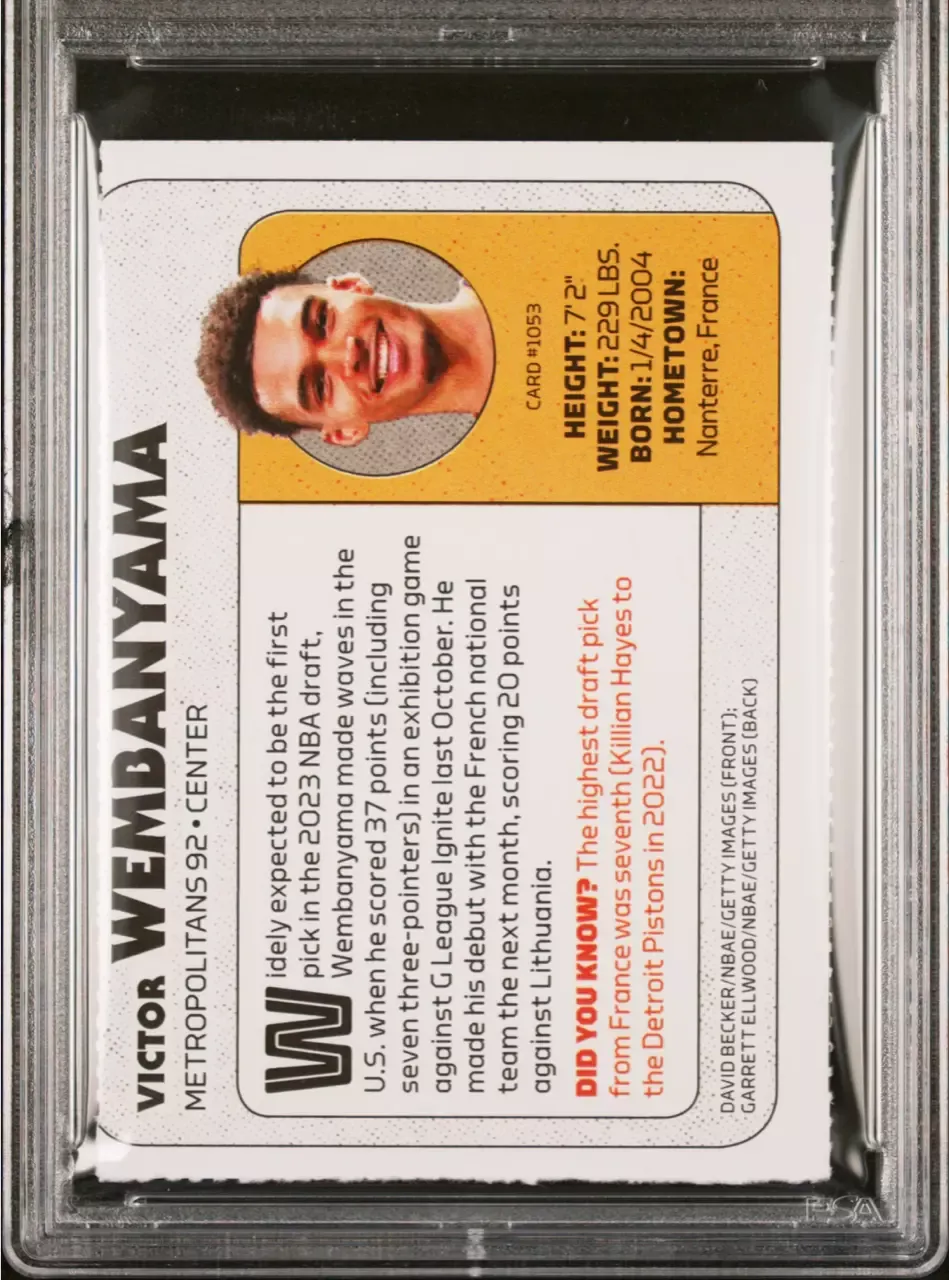 VICTOR WEMBANYAMA
METROPOLITANS 92 • CENTER
Widely expected to be the first
pick in the 2023 NBA draft,
Wembanyama made waves in the
U.S. when he scored 37 points (including
seven three-pointers) in an exhibition game
against G League Ignite last October. He
made his debut with the French national
team the next month, scoring 20 points
against Lithuania.
DID YOU KNOW? The highest draft pick
from France was seventh (Killian Hayes to
the Detroit Pistons in 2022).
DAVID BECKER/NBAE/GETTY IMAGES (FRONT);
GARRETT ELLWOOD/NBAE/GETTY IMAGES (BACK)
CARD #1053
HEIGHT: 7' 2"
WEIGHT: 229 LBS.
BORN: 1/4/2004
HOMETOWN:
Nanterre, France
PSA